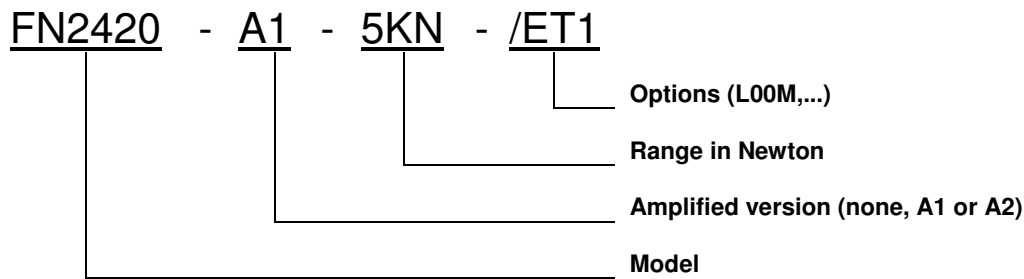 FN2420 - A1 - 5KN - /ET1
Options (L00M,...)
Range in Newton
Amplified version (none, A1 or A2)
Model